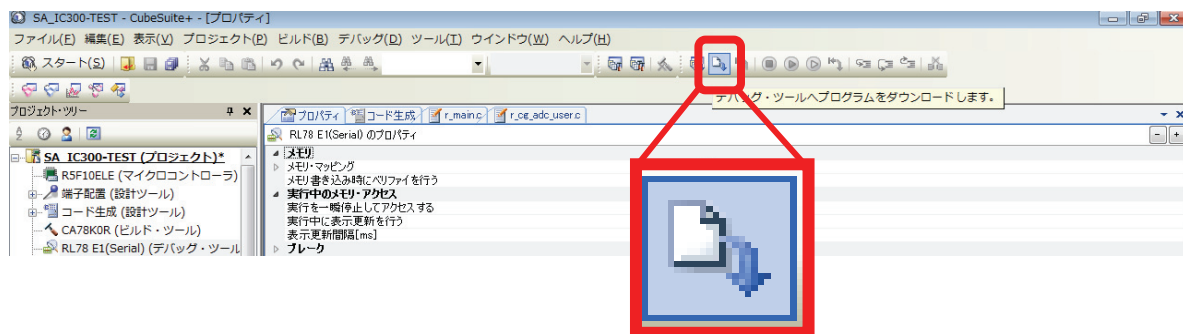 SA_IC300-TEST - CubeSuite+ - [プロパティ]
ファイル(F) 編集(E) 表示(V) プロジェクト(P) ビルド(B) デバッグ(D) ツール(T) ウインドウ(W) ヘルプ(H)
スタート(S)
デバッグ・ツールへプログラムをダウンロードします。
プロジェクト・ツリー
プロパティ コード生成 r_main.c r_cg_adc_user.c
RL78 E1(Serial) のプロパティ
SA_IC300-TEST (プロジェクト)*
R5F10ELE (マイクロコントローラ)
端子配置 (設計ツール)
コード生成 (設計ツール)
CA78K0R (ビルド・ツール)
RL78 E1(Serial) (デバッグ・ツール
メモリ
メモリ・マッピング
メモリ書き込み時にベリファイを行う
実行中のメモリ・アクセス
実行を一瞬停止してアクセスする
実行中に表示更新を行う
表示更新間隔[ms]
ブレーク